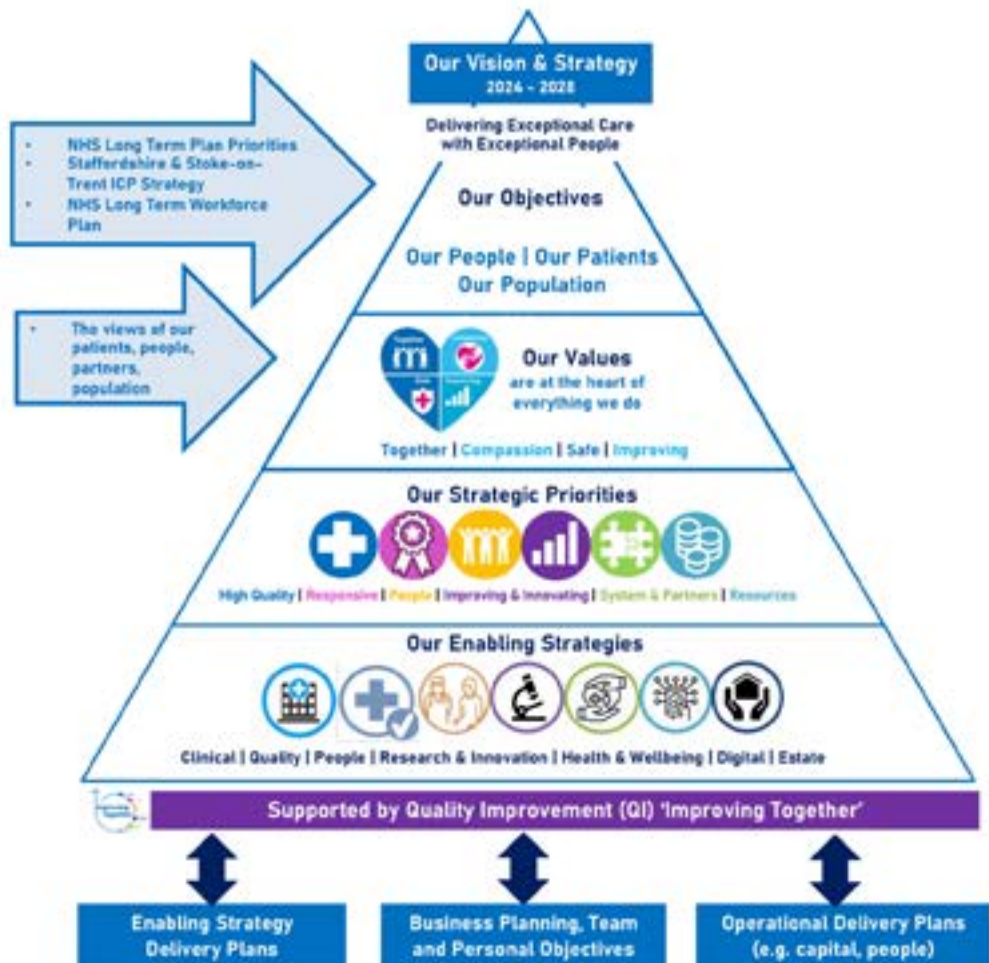 Our Vision & Strategy
2024 - 2028
Delivering Exceptional Care
with Exceptional People
• NHS Long Term Plan Priorities
• Staffordshire & Stoke-on-
Trent ICP Strategy
• NHS Long Term Workforce
Plan
Our Objectives
Our People | Our Patients
Our Population
• The views of our
patients, people,
partners,
population
Together
Our Values
are at the heart of
everything we do
Together | Compassion | Safe | Improving
Our Strategic Priorities
High Quality | Responsive | People | Improving & Innovating | System & Partners | Resources
Our Enabling Strategies
Clinical | Quality | People | Research & Innovation | Health & Wellbeing | Digital | Estate
Supported by Quality Improvement (QI) ‘Improving Together’
Enabling Strategy
Delivery Plans
Business Planning, Team
and Personal Objectives
Operational Delivery Plans
(e.g. capital, people)